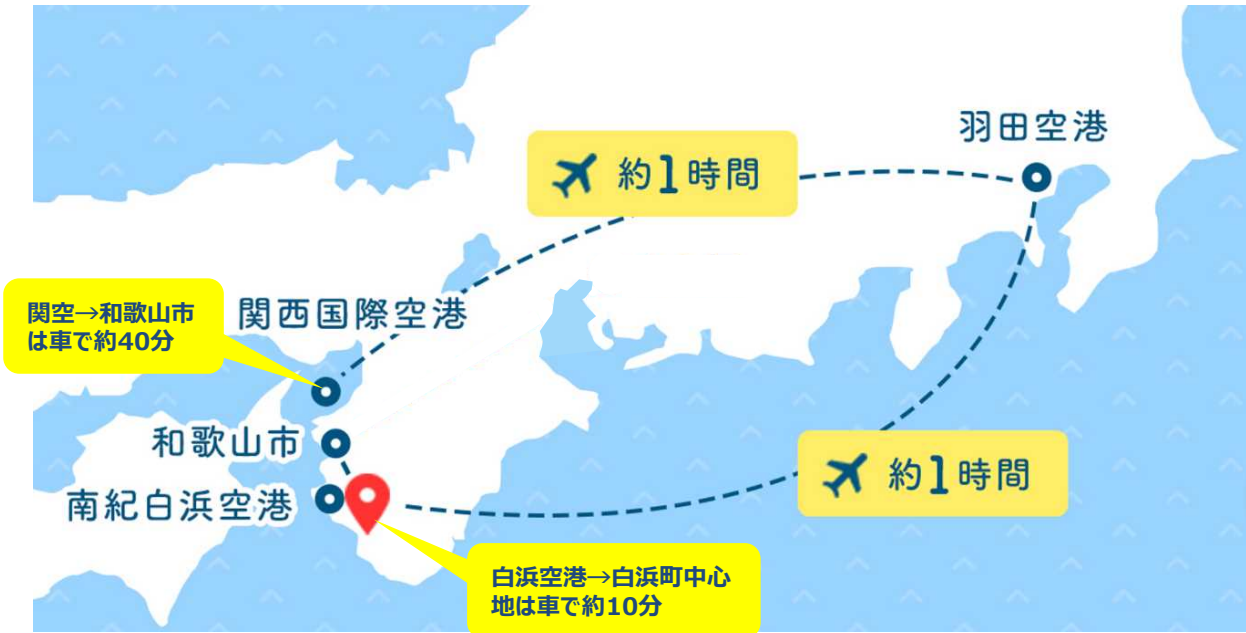 羽田空港
約1時間
関空→和歌山市
は車で約40分
関西国際空港
和歌山市
南紀白浜空港
約1時間
白浜空港→白浜町中心
地は車で約10分